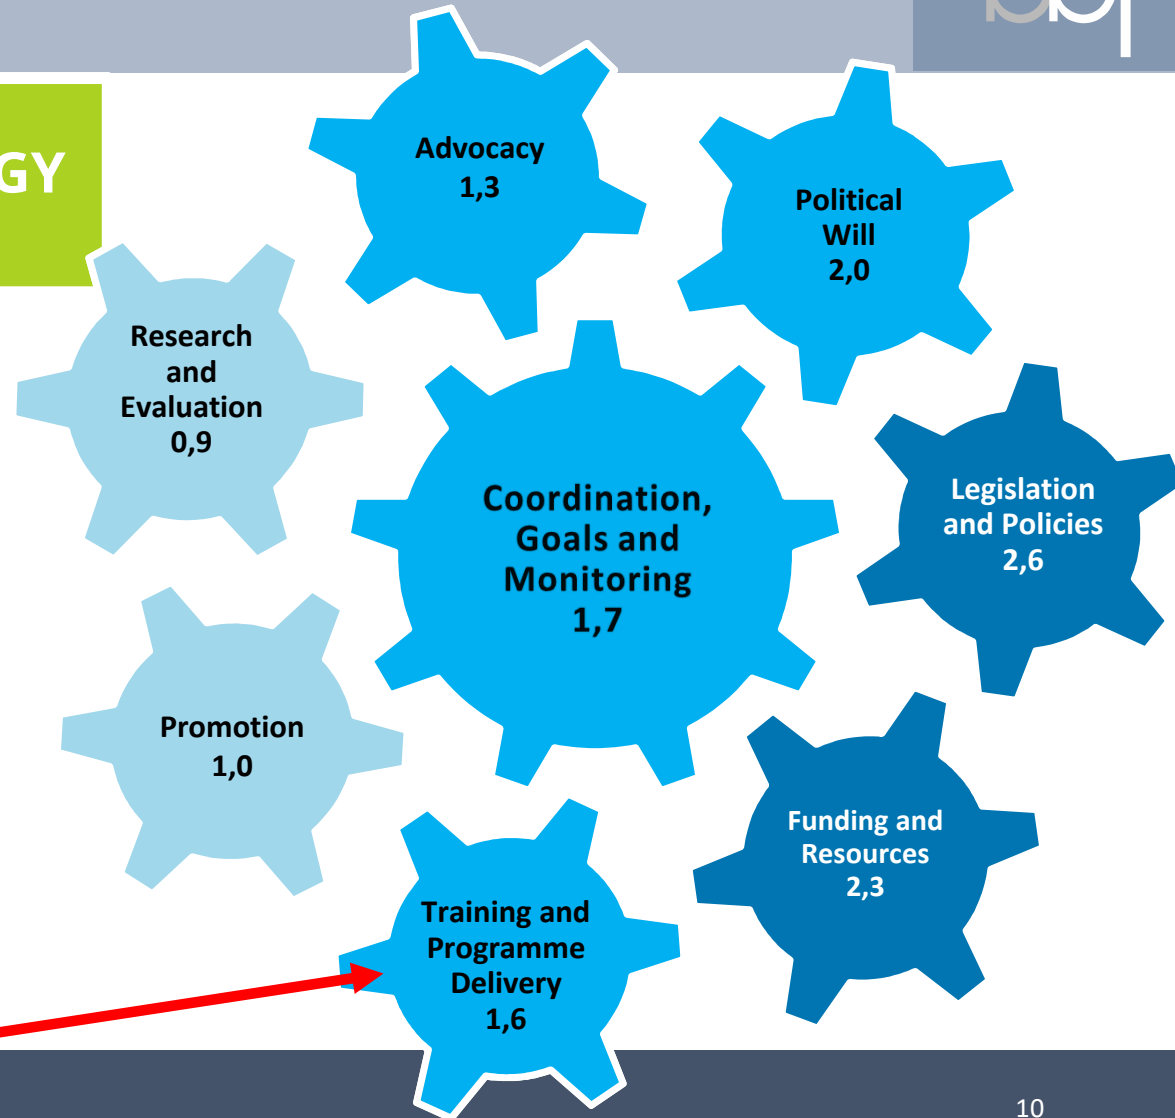 GY
Advocacy
1,3
Political
Will
2,0
Research
and
Evaluation
0,9
Coordination,
Goals and
Monitoring
1,7
Legislation
and Policies
2,6
Promotion
1,0
Funding and
Resources
2,3
Training and
Programme
Delivery
1,6
10